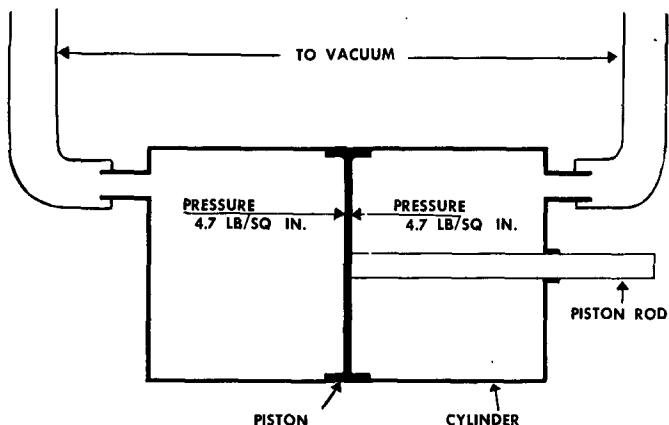 TO VACUUM
PRESSURE
4.7 LB/SQ IN.
PRESSURE
4.7 LB/SQ IN.
PISTON ROD
PISTON
CYLINDER